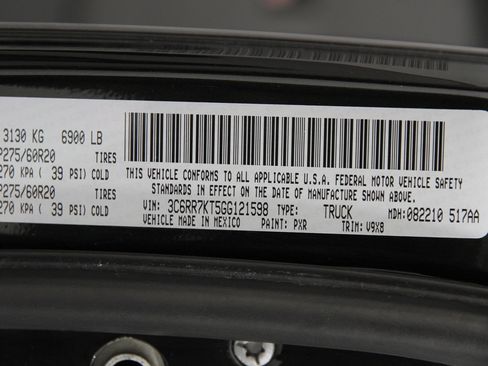 3130 KG 6900 LB
P275/60R20 TIRES
270 KPA ( 39 PSI) COLD
P275/60R20 TIRES
270 KPA ( 39 PSI) COLD
THIS VEHICLE CONFORMS TO ALL APPLICABLE U.S.A. FEDERAL MOTOR VEHICLE SAFETY
STANDARDS IN EFFECT ON THE DATE OF MANUFACTURE SHOWN ABOVE.
VIN: 3C6RR7KT5GG121598 TYPE: TRUCK MDH: 082210 517AA
VEHICLE MADE IN MEXICO PAINT: PXR TRIM: V9X8